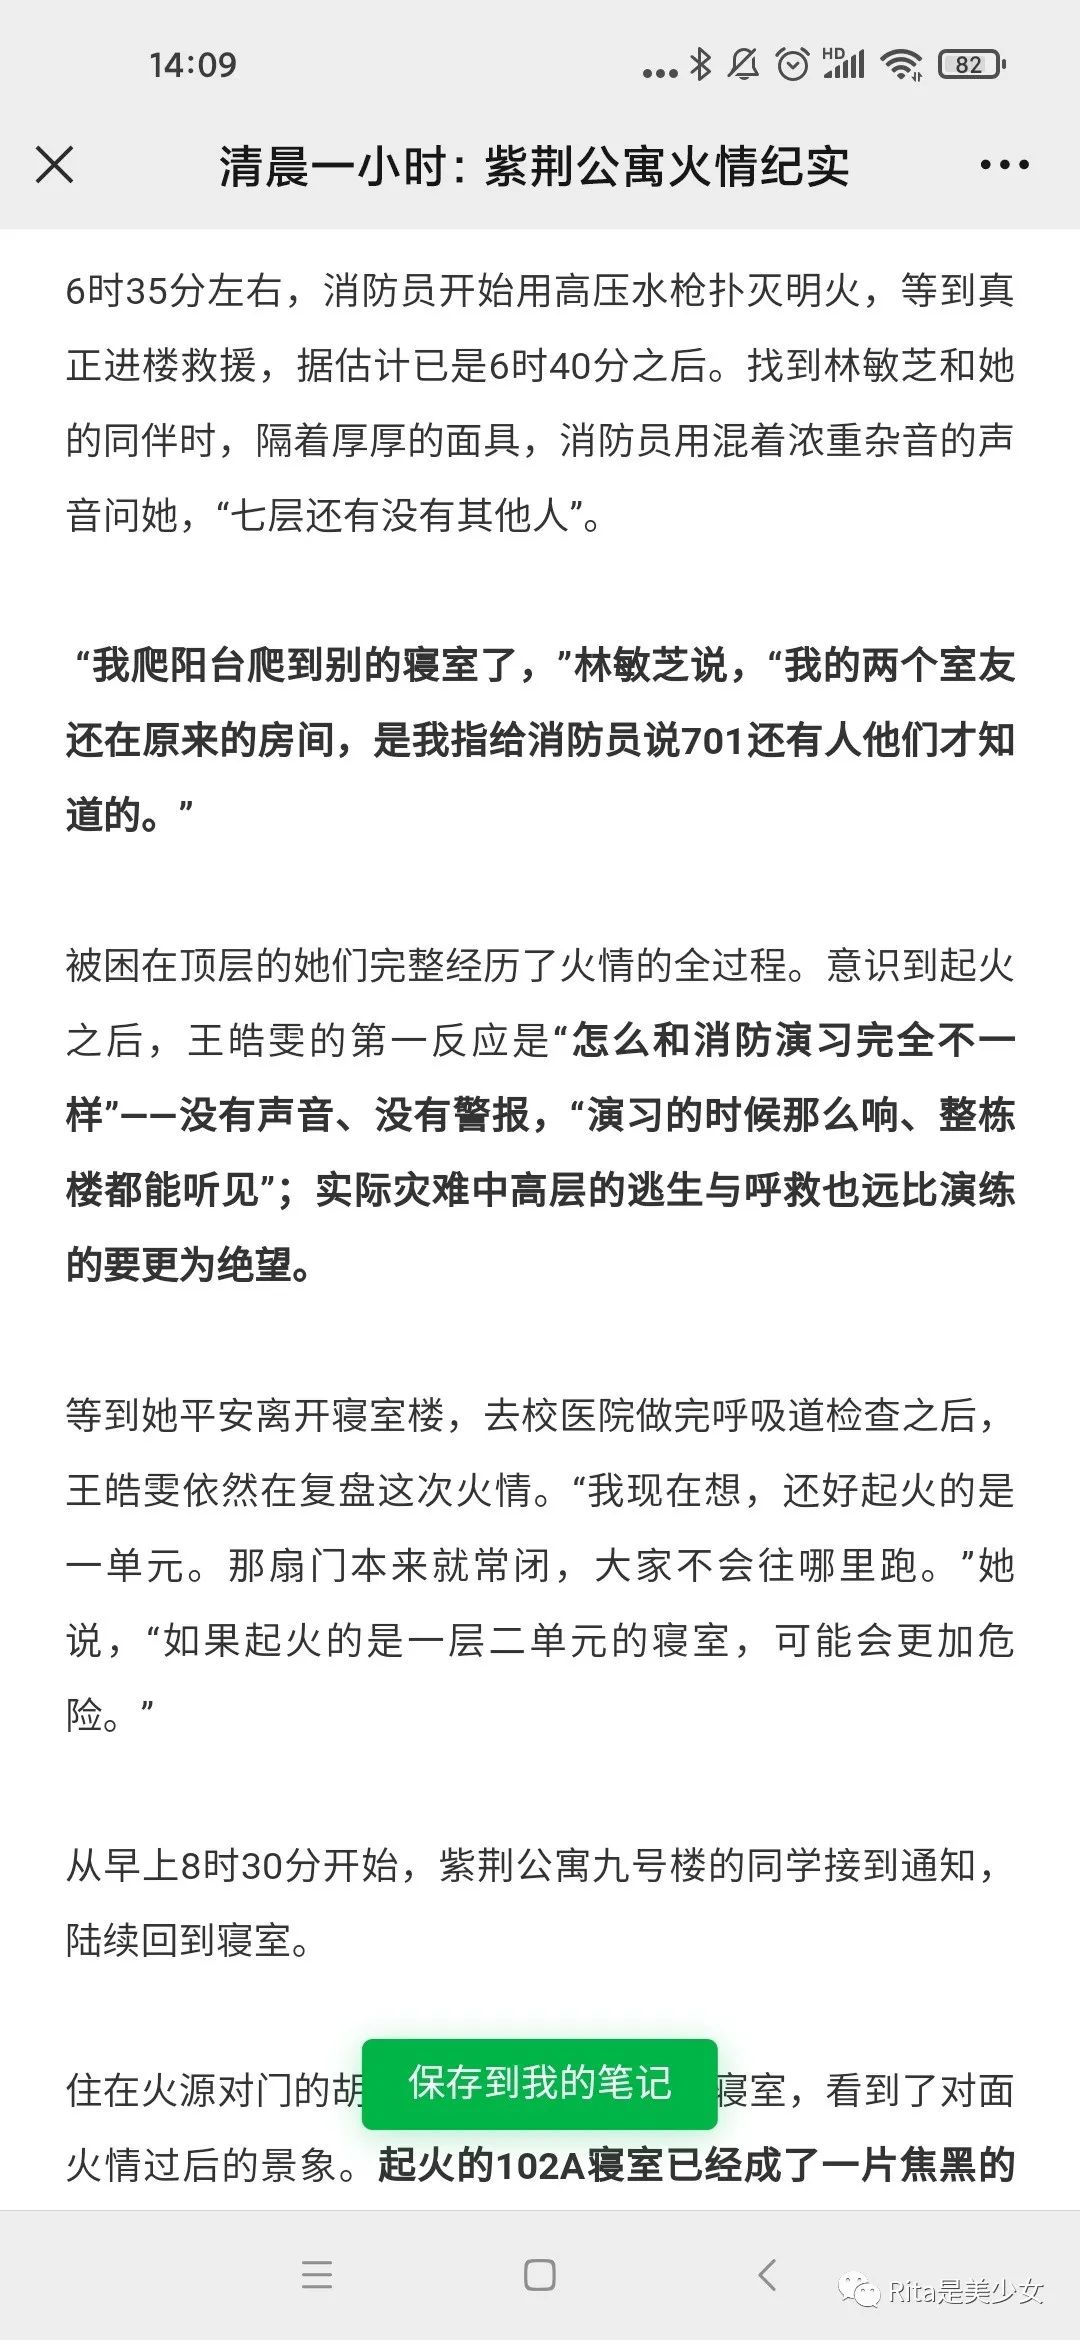 14:09
HD
82
清晨一小时：紫荆公寓火情纪实
6时35分左右，消防员开始用高压水枪扑灭明火，等到真
正进楼救援，据估计已是6时40分之后。找到林敏芝和她
的同伴时，隔着厚厚的面具，消防员用混着浓重杂音的声
音问她，“七层还有没有其他人”。
“我爬阳台爬到别的寝室了，”林敏芝说，“我的两个室友
还在原来的房间，是我指给消防员说701还有人他们才知
道的。”
被困在顶层的她们完整经历了火情的全过程。意识到起火
之后，王皓雯的第一反应是“怎么和消防演习完全不一
样”——没有声音、没有警报，“演习的时候那么响、整栋
楼都能听见”；实际灾难中高层的逃生与呼救也远比演练
的要更为绝望。
等到她平安离开寝室楼，去校医院做完呼吸道检查之后，
王皓雯依然在复盘这次火情。“我现在想，还好起火的是
一单元。那扇门本来就常闭，大家不会往哪里跑。”她
说，“如果起火的是一层二单元的寝室，可能会更加危
险。”
从早上8时30分开始，紫荆公寓九号楼的同学接到通知，
陆续回到寝室。
住在火源对门的胡
保存到我的笔记
寝室，看到了对面
火情过后的景象。起火的102A寝室已经成了一片焦黑的
Rita是美少女